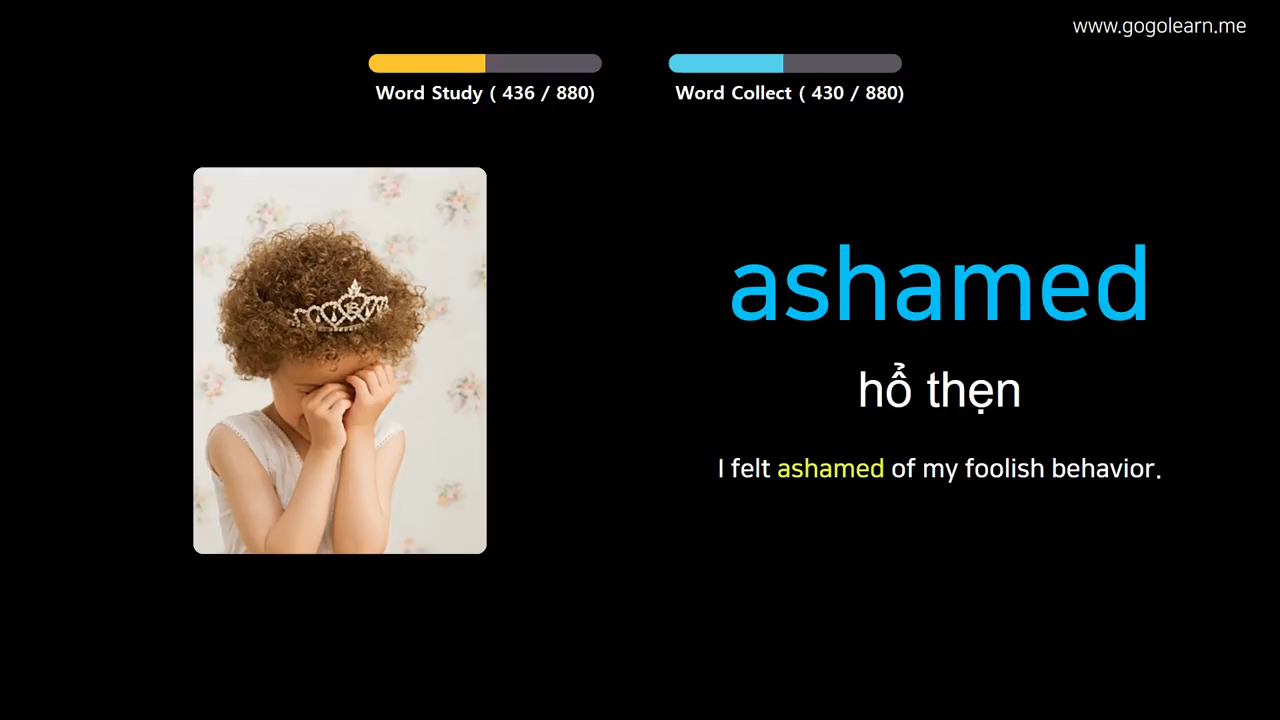 www.gogolearn.me
Word Study ( 436 / 880)
Word Collect ( 430 / 880)
ashamed
hổ thẹn
I felt ashamed of my foolish behavior.